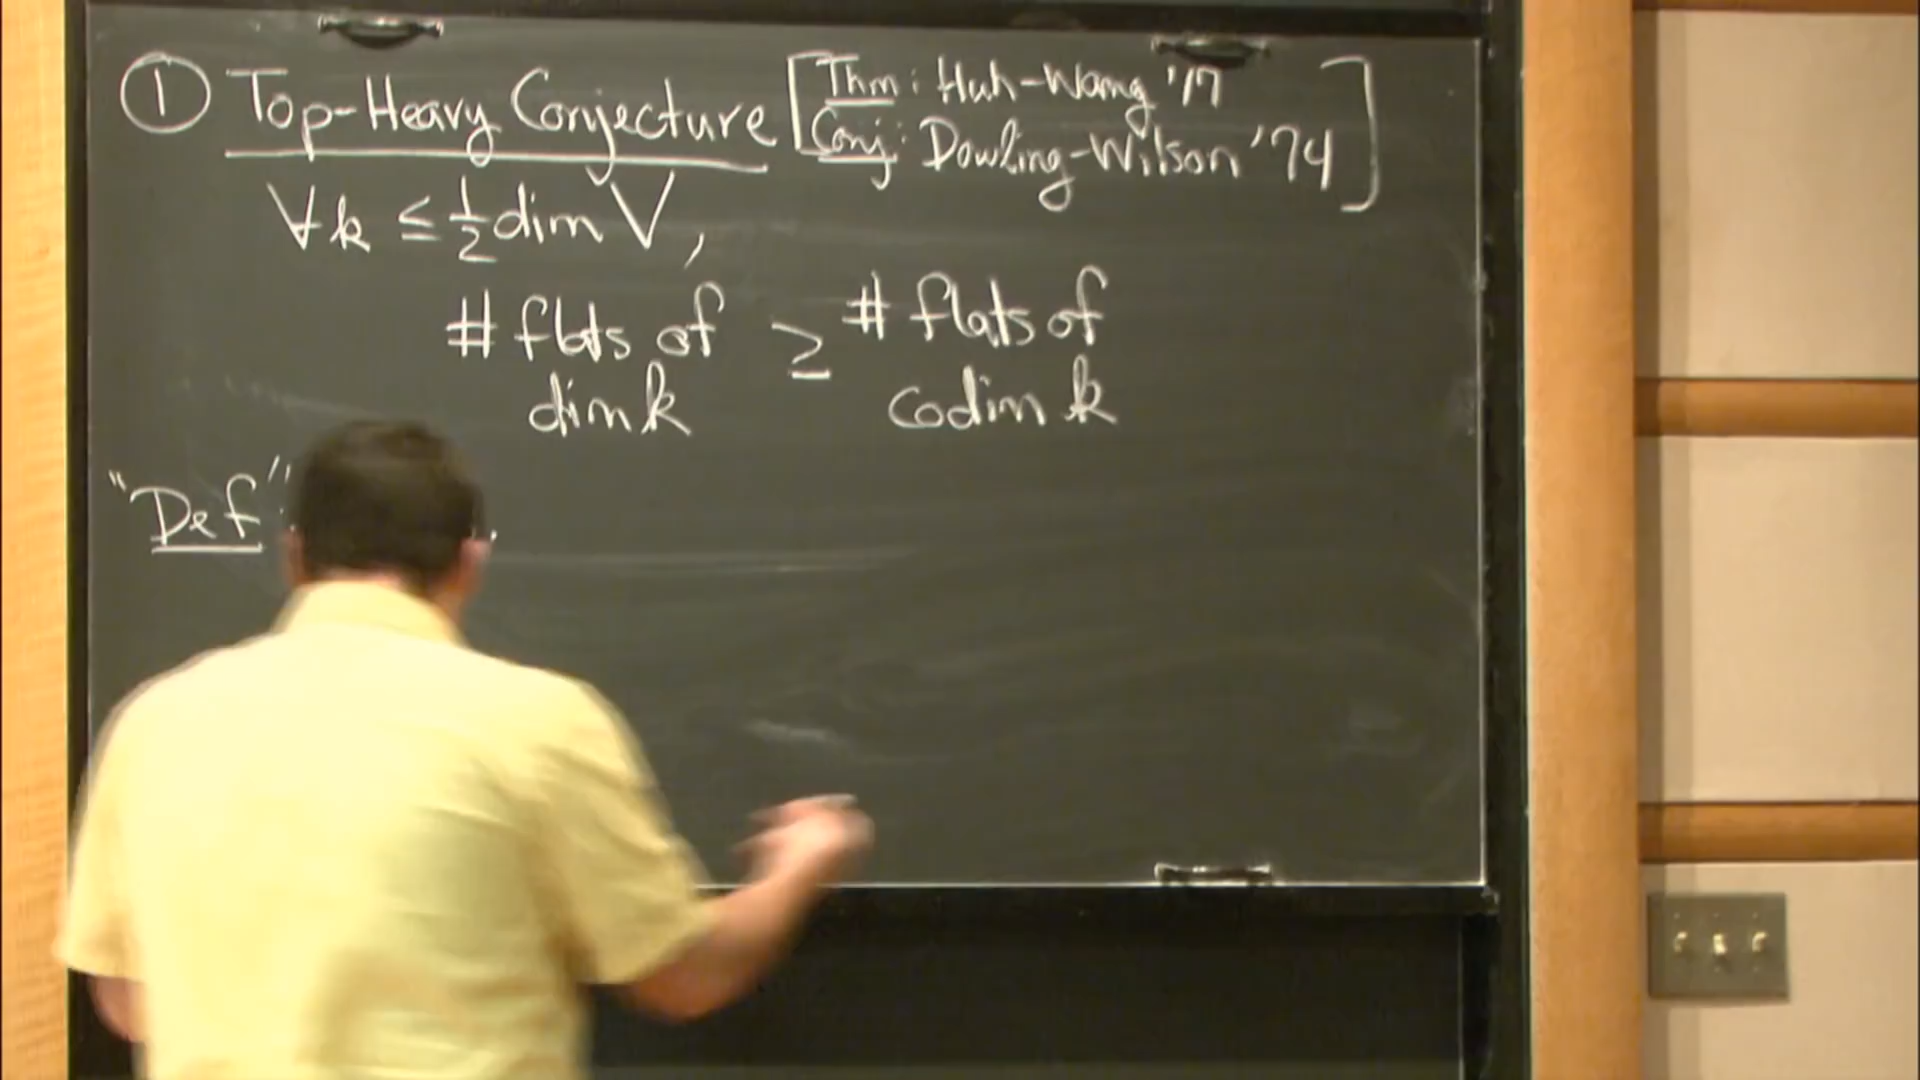 ① Top-Heavy Conjecture [Thm: Huh-Wang '17
Conj: Dowling-Wilson '74]
∀k ≤ ½ dim V,
# flats of dim k ≥ # flats of codim k
"Def":